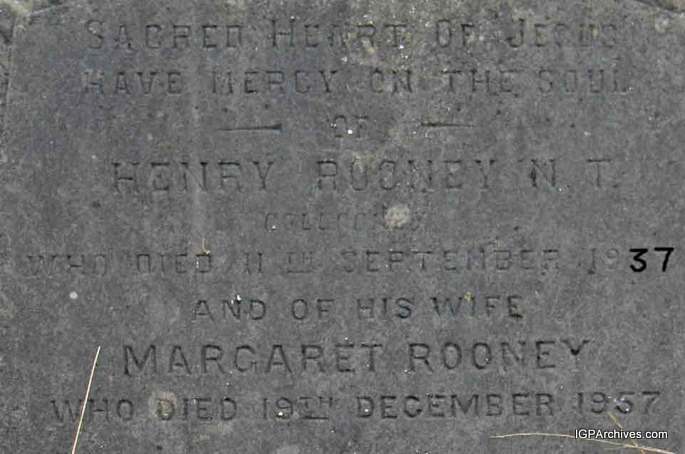 SACRED HEART OF JESUS
HAVE MERCY ON THE SOUL
OF
HENRY ROONEY N.T.
WHO DIED 11TH SEPTEMBER 1937
AND OF HIS WIFE
MARGARET ROONEY
WHO DIED 19TH DECEMBER 1957
IGPArchives.com